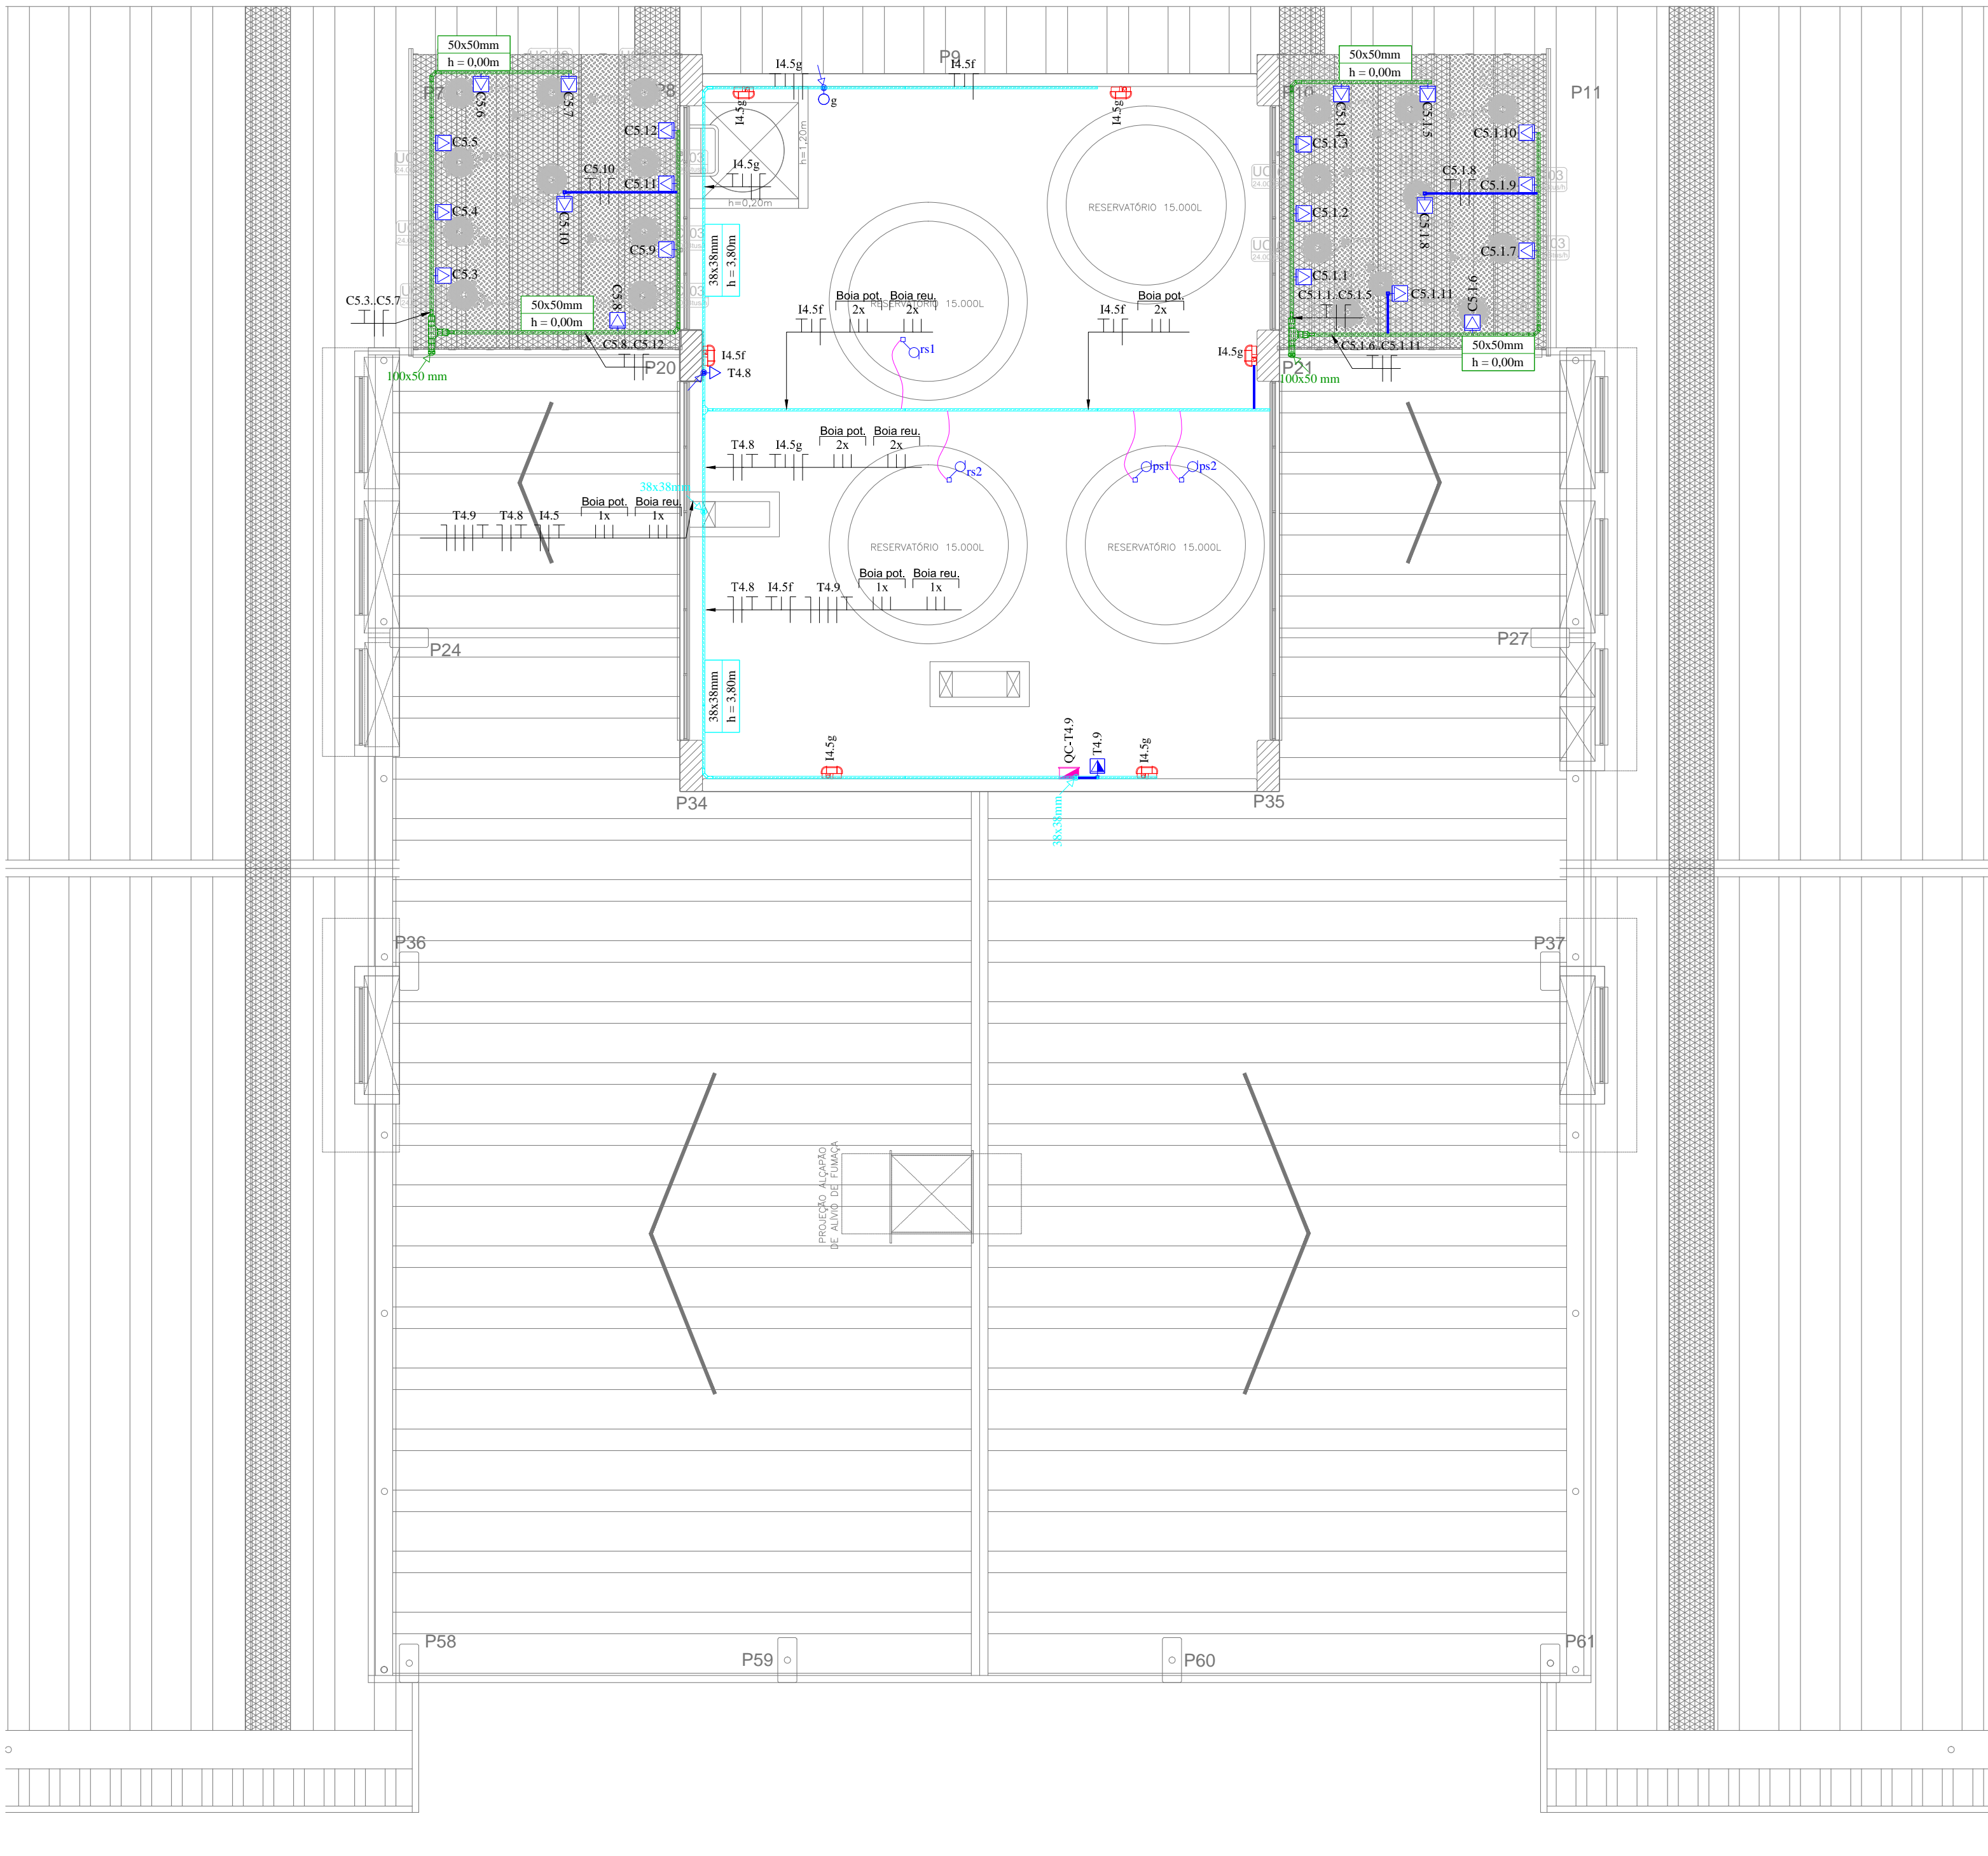 50x50mm
h = 0,00m
P7
P8
C5.6
C5.7
C5.5
C5.4
C5.3
C5.12
C5.11
C5.10
C5.10
C5.9
C5.8
50x50mm
h = 0,00m
C5.3..C5.7
C5.8..C5.12
100x50 mm
P20
I4.5g
P9
I4.5f
I4.5g
g
I4.5g
h=1,20m
I4.5g
h=0,20m
38x38mm
h = 3,80m
RESERVATÓRIO 15.000L
RESERVATÓRIO 15.000L
Boia pot.
Boia reu.
I4.5f
2x
2x
Boia pot.
I4.5f
2x
rs1
I4.5f
T4.8
I4.5g
50x50mm
h = 0,00m
P10
P11
C5.1.4
C5.1.5
C5.1.3
C5.1.2
C5.1.1
C5.1.10
C5.1.9
C5.1.8
C5.1.8
C5.1.7
C5.1.6
C5.1.11
C5.1.1..C5.1.5
C5.1.6..C5.1.11
50x50mm
h = 0,00m
100x50 mm
P21
Boia pot.
Boia reu.
T4.8
I4.5g
2x
2x
rs2
ps1
ps2
38x38mm
Boia pot.
Boia reu.
T4.9
T4.8
I4.5
1x
1x
RESERVATÓRIO 15.000L
RESERVATÓRIO 15.000L
Boia pot.
Boia reu.
T4.8
I4.5f
T4.9
1x
1x
P24
P27
38x38mm
h = 3,80m
I4.5g
QC-T4.9
T4.9
I4.5g
38x38mm
P34
P35
P36
P37
PROJEÇÃO ALÇAPÃO
DE ALÍVIO DE FUMAÇA
P58
P59
P60
P61